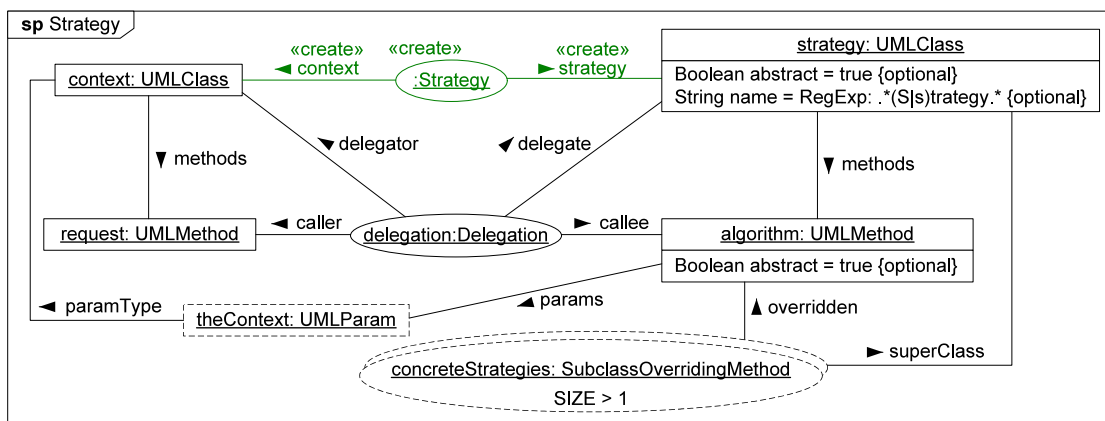 sp Strategy
«create» «create» «create»
context strategy
:Strategy
context: UMLClass
strategy: UMLClass
Boolean abstract = true {optional}
String name = RegExp: .*(S|s)trategy.* {optional}
delegator delegate
methods methods
caller callee
request: UMLMethod
delegation:Delegation
algorithm: UMLMethod
Boolean abstract = true {optional}
paramType
theContext: UMLParam
params
overridden
superClass
concreteStrategies: SubclassOverridingMethod
SIZE > 1